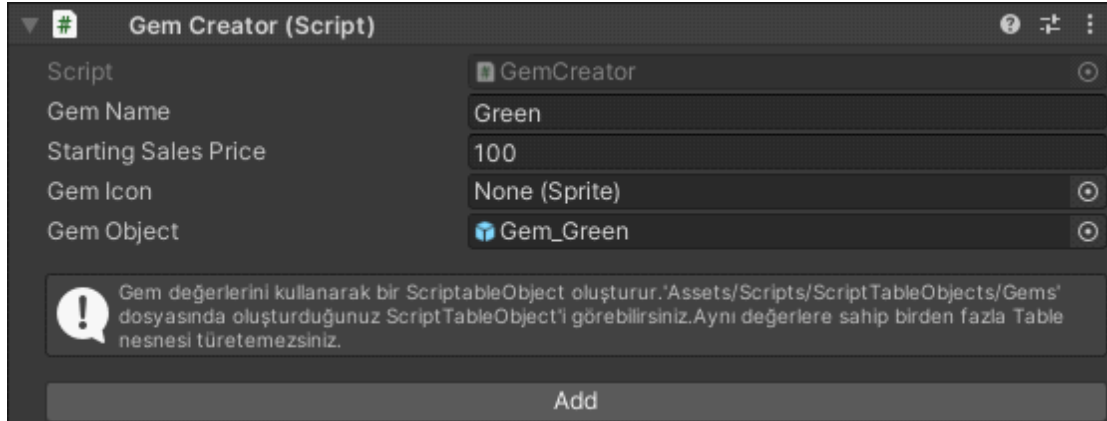 Gem Creator (Script)
Script
GemCreator
Gem Name
Green
Starting Sales Price
100
Gem Icon
None (Sprite)
Gem Object
Gem_Green
Gem değerlerini kullanarak bir ScriptableObject oluşturur.'Assets/Scripts/ScriptTableObjects/Gems'
dosyasında oluşturduğunuz ScriptTableObject'i görebilirsiniz.Aynı değerlere sahip birden fazla Table
nesnesi türetemezsiniz.
Add